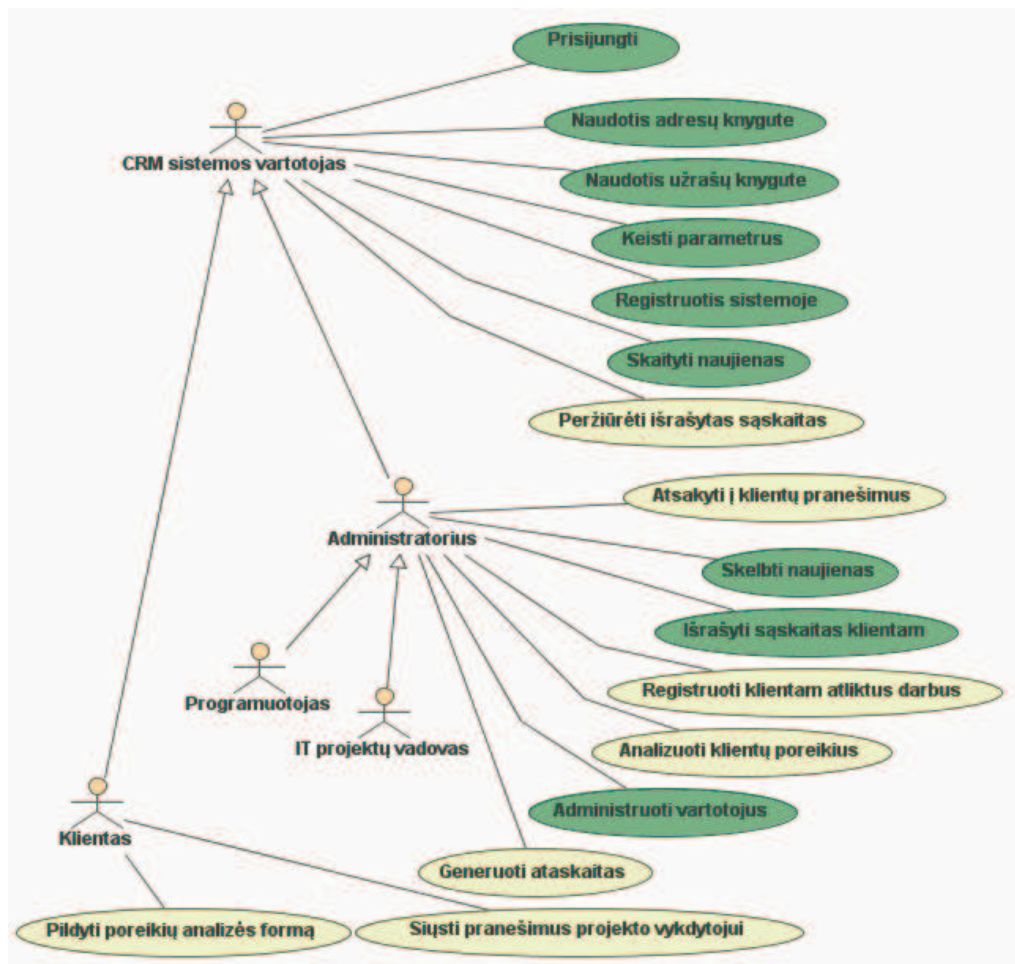 Prisijungti
Naudotis adresų knygute
CRM sistemos vartotojas
Naudotis užrašų knygute
Keisti parametrus
Registruotis sistemoje
Skaityti naujienas
Peržiūrėti išrašytas sąskaitas
Atsakyti į klientų pranešimus
Administratorius
Skelbti naujienas
Išrašyti sąskaitas klientam
Registruoti klientam atliktus darbus
Programuotojas
IT projektų vadovas
Analizuoti klientų poreikius
Administruoti vartotojus
Klientas
Generuoti ataskaitas
Pildyti poreikių analizės formą
Siųsti pranešimus projekto vykdytojui